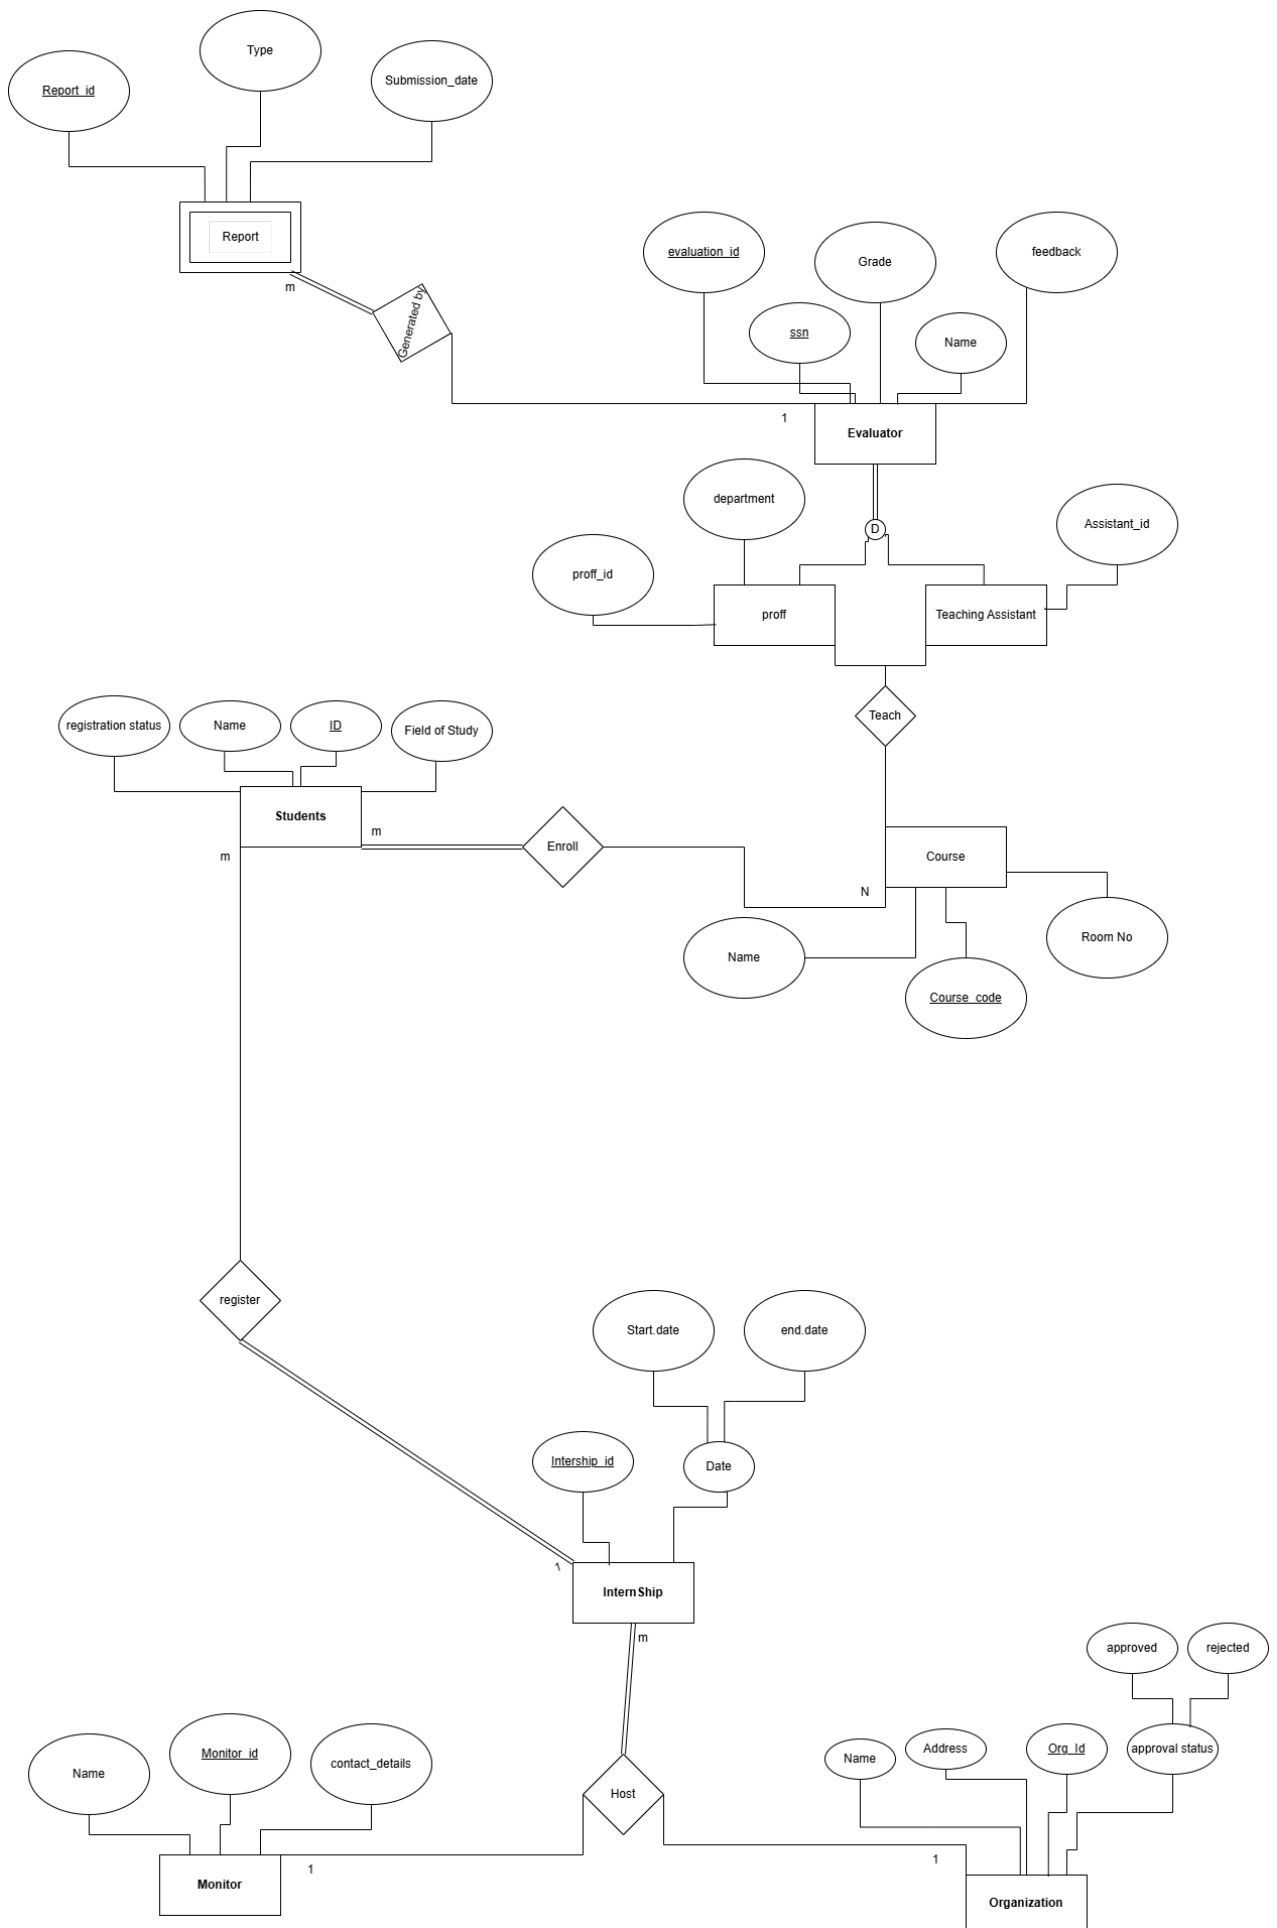 Type
Submission_date
Report_id
Report
m
Generated by
evaluation_id
Grade
feedback
ssn
Name
1
Evaluator
department
Assistant_id
D
proff_id
proff
Teaching Assistant
Teach
registration status
Name
ID
Field of Study
Students
m
m
Enroll
Course
N
Name
Room No
Course_code
register
Start.date
end.date
Intership_id
Date
1
InternShip
m
approved
rejected
Name
Monitor_id
contact_details
Name
Address
Org_Id
approval status
Host
1
1
Monitor
Organization